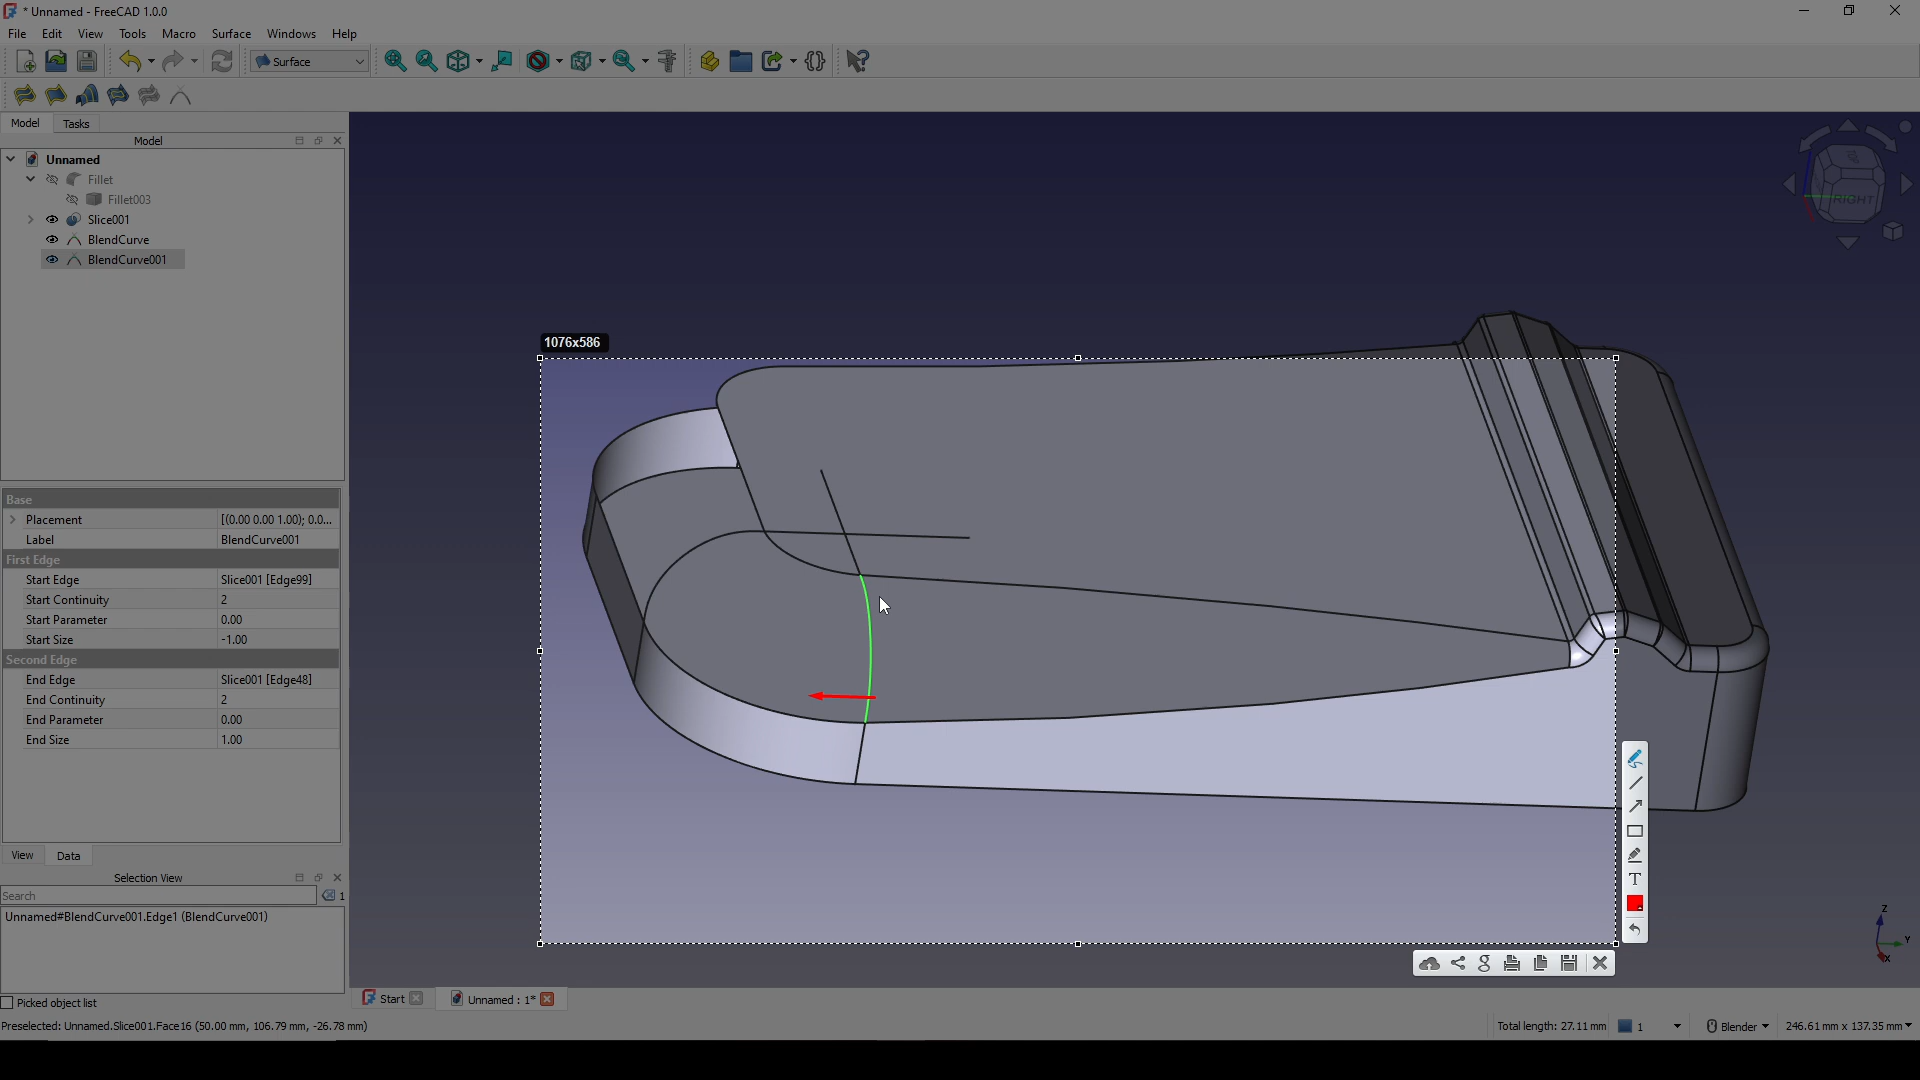 * Unnamed - FreeCAD 1.0.0
File Edit View Tools Macro Surface Windows Help
Surface
Model Tasks
Model
Unnamed
Fillet
Fillet003
Slice001
BlendCurve
BlendCurve001
RIGHT
1076x586
Base
Placement [(0.00 0.00 1.00); 0.0...
Label BlendCurve001
First Edge
Start Edge Slice001 [Edge99]
Start Continuity 2
Start Parameter 0.00
Start Size -1.00
Second Edge
End Edge Slice001 [Edge48]
End Continuity 2
End Parameter 0.00
End Size 1.00
View Data
Selection View
Search 1
Unnamed#BlendCurve001.Edge1 (BlendCurve001)
Z
Y
X
Picked object list
Start Unnamed : 1*
Preselected: Unnamed.Slice001.Face16 (50.00 mm, 106.79 mm, -26.78 mm)
Total length: 27.11 mm 1 Blender 246.61 mm x 137.35 mm